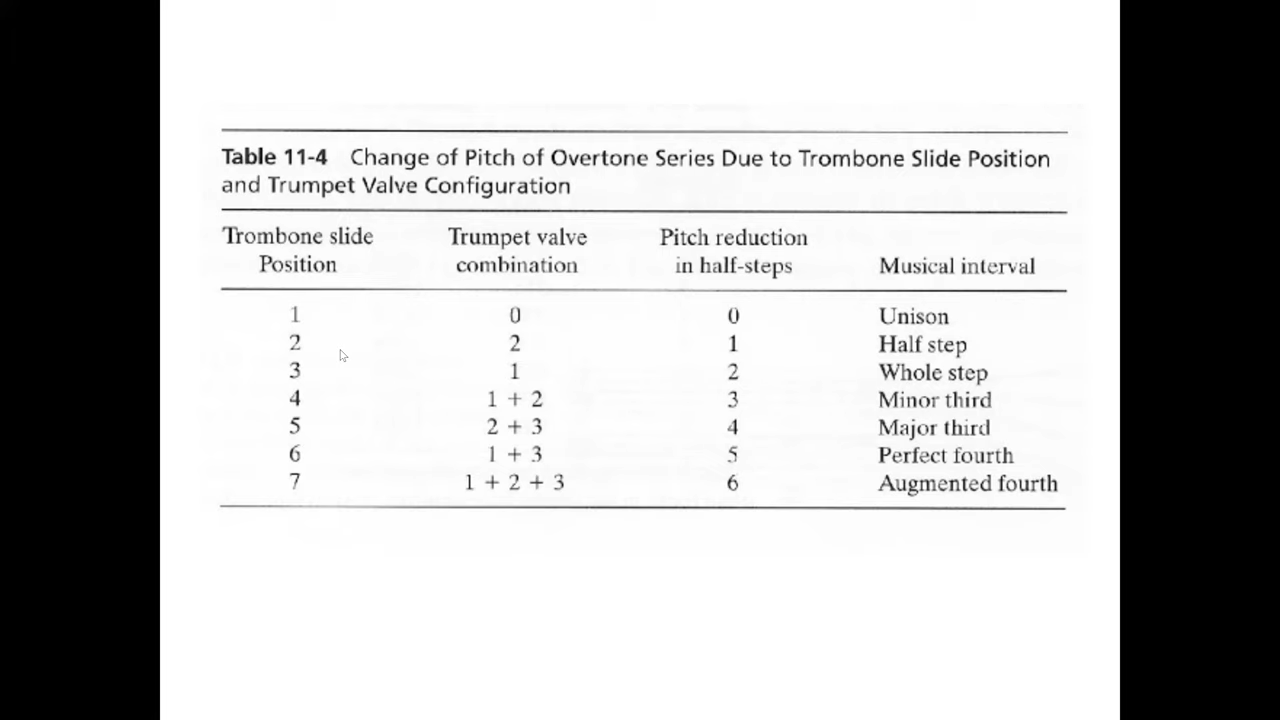 Table 11-4 Change of Pitch of Overtone Series Due to Trombone Slide Position
and Trumpet Valve Configuration
Trombone slide Trumpet valve Pitch reduction
Position combination in half-steps Musical interval
1 0 0 Unison
2 2 1 Half step
3 1 2 Whole step
4 1 + 2 3 Minor third
5 2 + 3 4 Major third
6 1 + 3 5 Perfect fourth
7 1 + 2 + 3 6 Augmented fourth